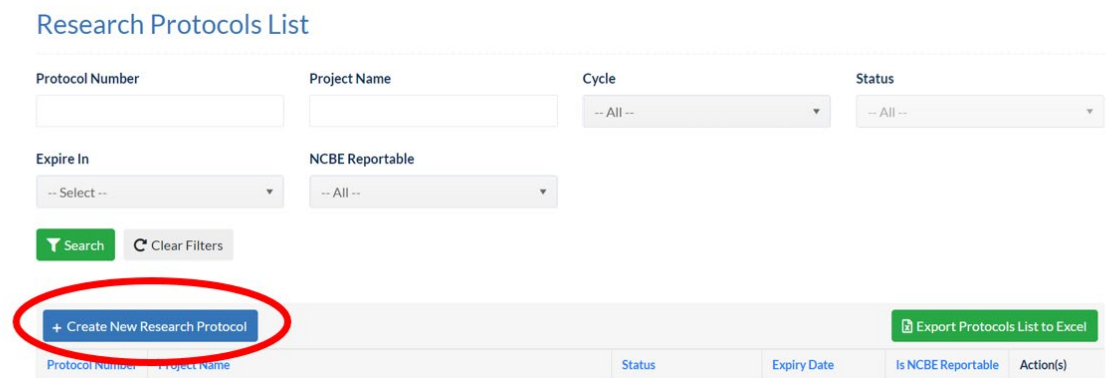 Research Protocols List
Protocol Number Project Name Cycle Status
-- All -- -- All --
Expire In NCBE Reportable
-- Select -- -- All --
Search Clear Filters
+ Create New Research Protocol Export Protocols List to Excel
Protocol Number Project Name Status Expiry Date Is NCBE Reportable Action(s)